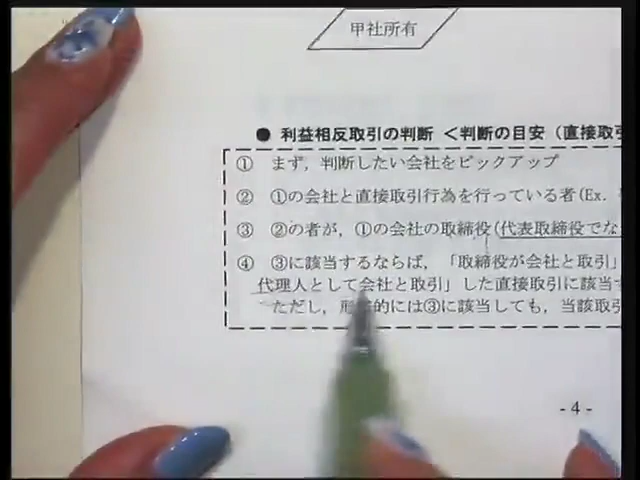 甲社所有
● 利益相反取引の判断 <判断の目安（直接取引
① まず，判断したい会社をピックアップ
② ①の会社と直接取引行為を行っている者(Ex.
③ ②の者が，①の会社の取締役(代表取締役でな
④ ③に該当するならば，「取締役が会社と取引」
代理人として会社と取引」した直接取引に該当す
ただし，形式的には③に該当しても，当該取引
- 4 -